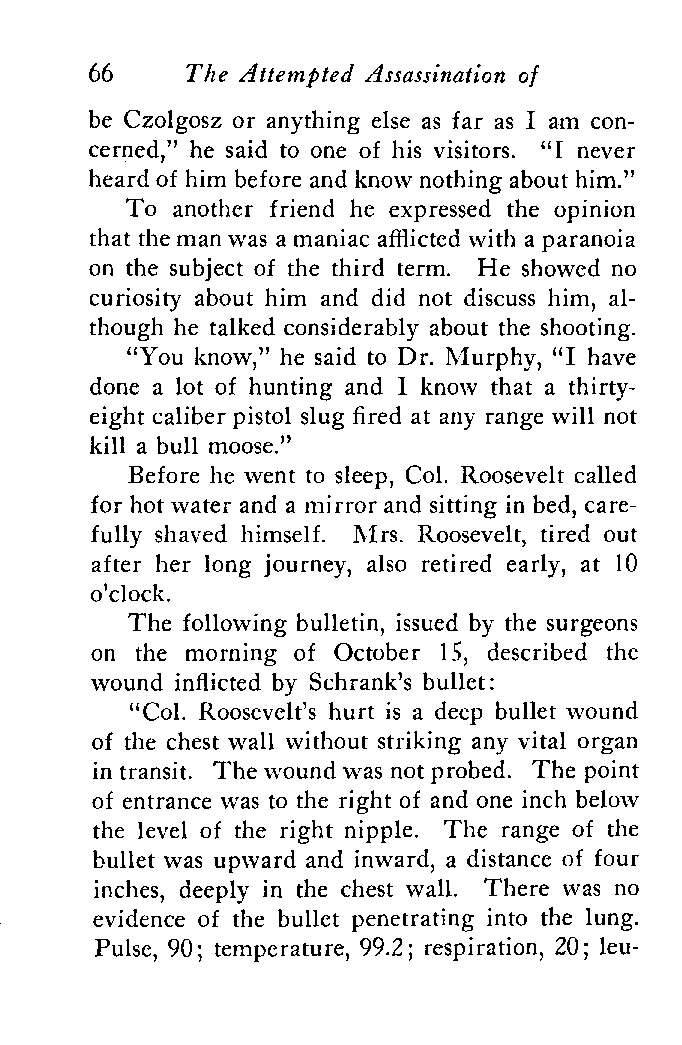 66 The Attempted Assassination of
be Czolgosz or anything else as far as I am con-
cerned,” he said to one of his visitors. “I never
heard of him before and know nothing about him.”
To another friend he expressed the opinion
that the man was a maniac afflicted with a paranoia
on the subject of the third term. He showed no
curiosity about him and did not discuss him, al-
though he talked considerably about the shooting.
“You know,” he said to Dr. Murphy, “I have
done a lot of hunting and I know that a thirty-
eight caliber pistol slug fired at any range will not
kill a bull moose.”
Before he went to sleep, Col. Roosevelt called
for hot water and a mirror and sitting in bed, care-
fully shaved himself. Mrs. Roosevelt, tired out
after her long journey, also retired early, at 10
o'clock.
The following bulletin, issued by the surgeons
on the morning of October 15, described the
wound inflicted by Schrank’s bullet:
“Col. Roosevelt’s hurt is a deep bullet wound
of the chest wall without striking any vital organ
in transit. The wound was not probed. The point
of entrance was to the right of and one inch below
the level of the right nipple. The range of the
bullet was upward and inward, a distance of four
inches, deeply in the chest wall. There was no
evidence of the bullet penetrating into the lung.
Pulse, 90; temperature, 99.2; respiration, 20; leu-